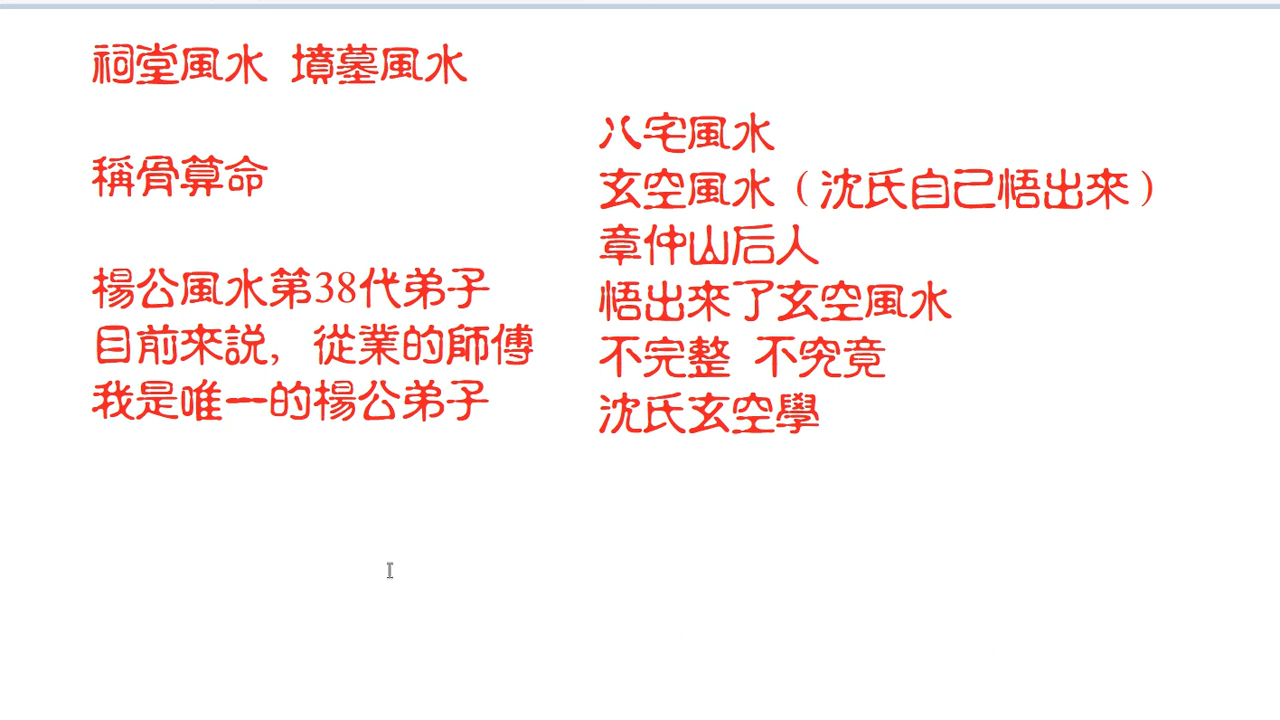 祠堂風水 墳墓風水
稱骨算命
楊公風水第38代弟子
目前來説，從業的師傅
我是唯一的楊公弟子
八宅風水
玄空風水（沈氏自己悟出來）
章仲山后人
悟出來了玄空風水
不完整 不究竟
沈氏玄空學